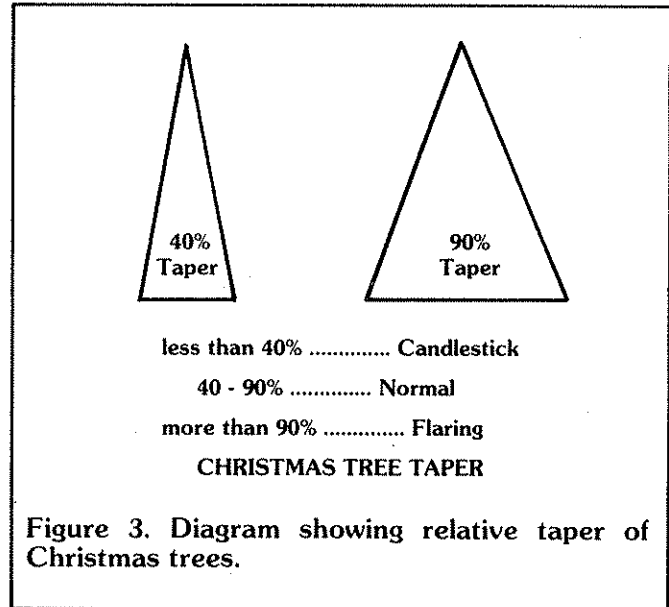 40%
Taper
90%
Taper
less than 40% .............. Candlestick
40 - 90% .............. Normal
more than 90% .............. Flaring
CHRISTMAS TREE TAPER
Figure 3. Diagram showing relative taper of
Christmas trees.